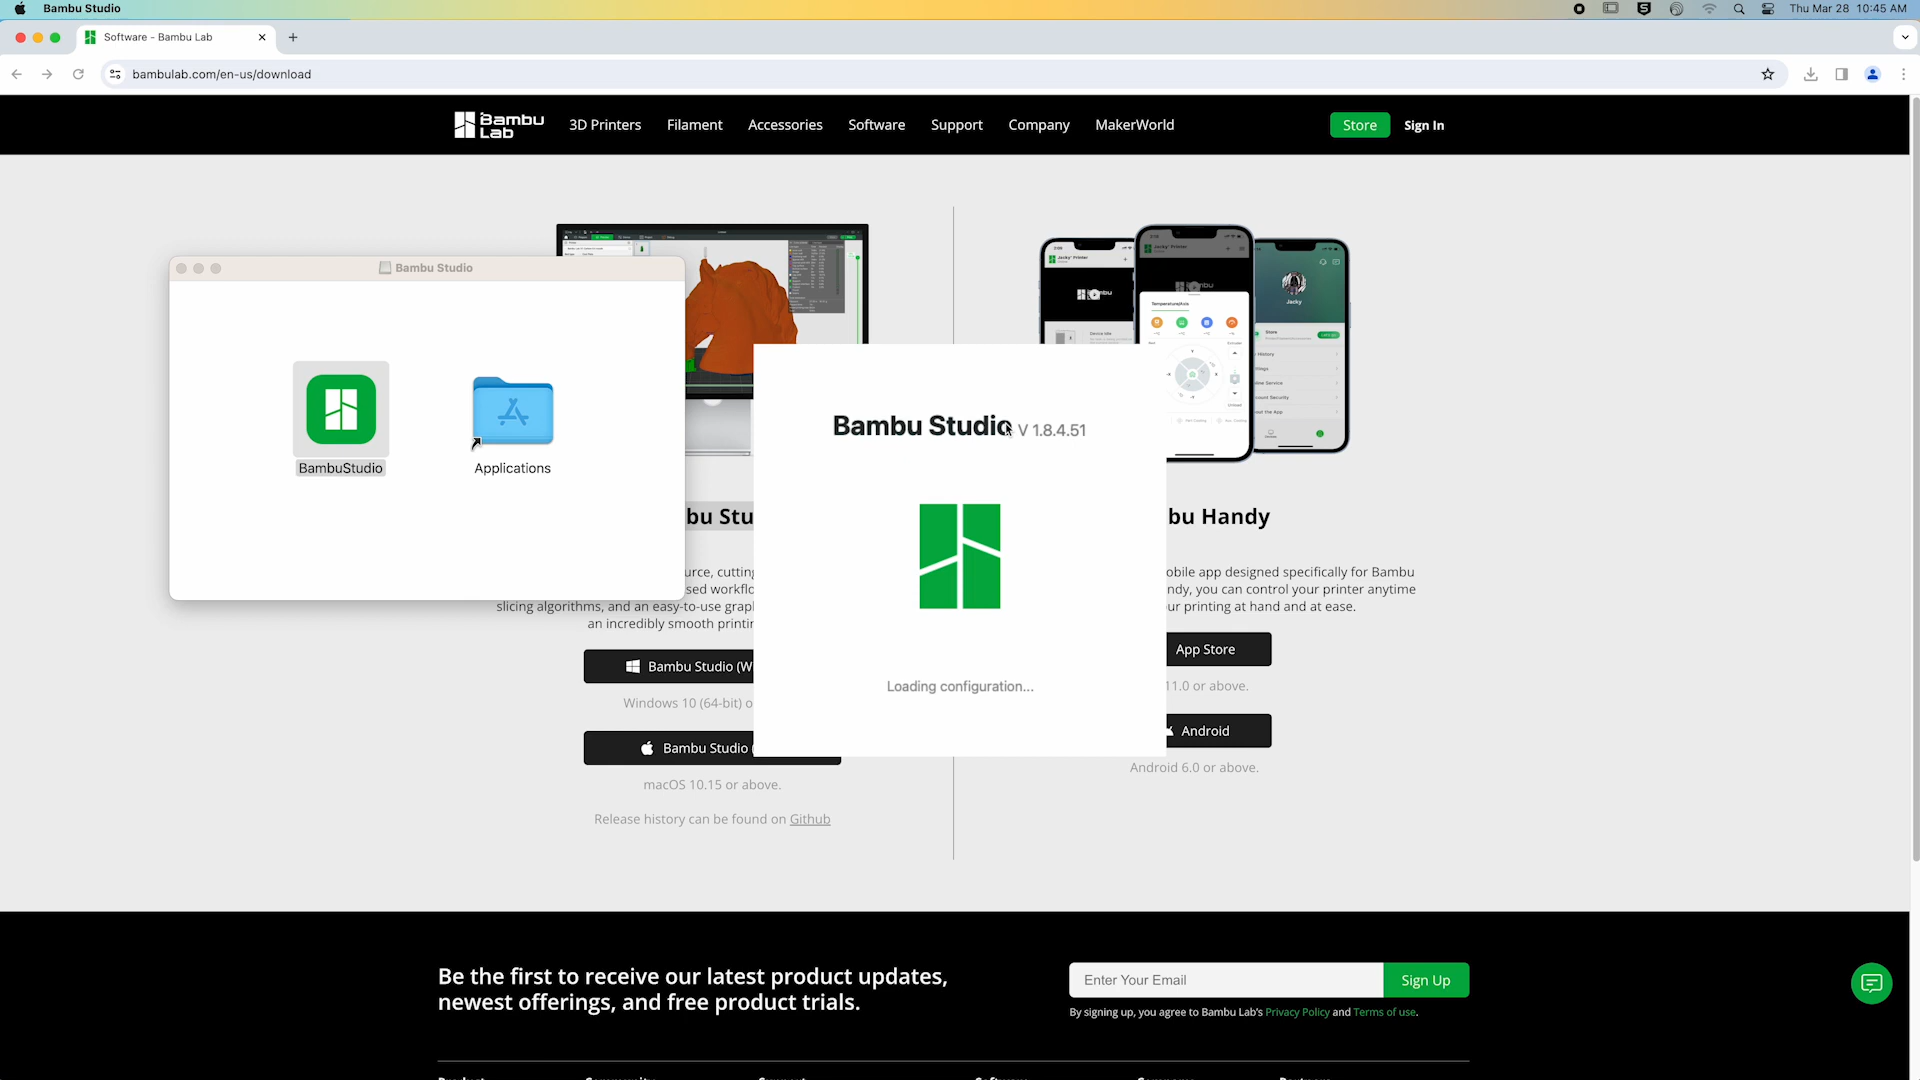 Bambu Studio
Thu Mar 28 10:45 AM
Software - Bambu Lab
bambulab.com/en-us/download
Bambu
Lab
3D Printers
Filament
Accessories
Software
Support
Company
MakerWorld
Store
Sign In
Bambu Studio
BambuStudio
Applications
Bambu Studio V 1.8.4.51
Loading configuration...
Jacky' Printer
Jacky' Printer
Jacky
bu Stu
bu Handy
urce, cutting
sed workflo
slicing algorithms, and an easy-to-use grap
an incredibly smooth printin
obile app designed specifically for Bambu
ndy, you can control your printer anytime
ur printing at hand and at ease.
Bambu Studio (W
Windows 10 (64-bit) o
Bambu Studio (
macOS 10.15 or above.
Release history can be found on Github
App Store
11.0 or above.
Android
Android 6.0 or above.
Be the first to receive our latest product updates,
newest offerings, and free product trials.
Enter Your Email
Sign Up
By signing up, you agree to Bambu Lab's Privacy Policy and Terms of use.